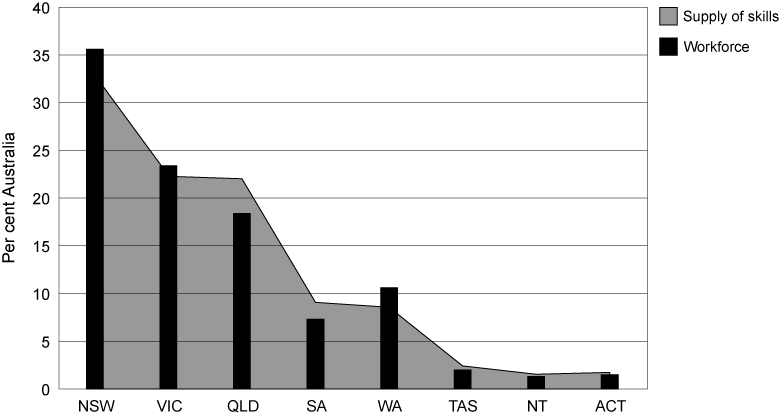 40
35
30
25
20
15
10
5
0
Per cent Australia
NSW VIC QLD SA WA TAS NT ACT
Supply of skills
Workforce